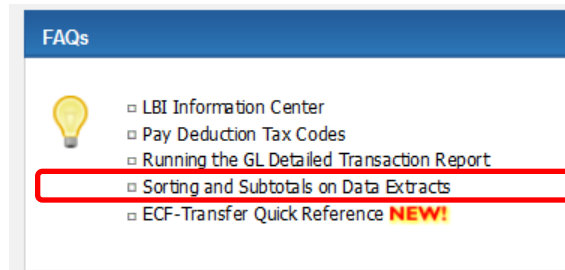 FAQs
LBI Information Center
Pay Deduction Tax Codes
Running the GL Detailed Transaction Report
Sorting and Subtotals on Data Extracts
ECF-Transfer Quick Reference NEW!